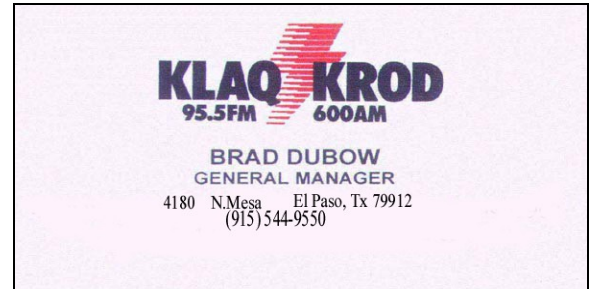 KLAQ KROD
95.5FM 600AM
BRAD DUBOW
GENERAL MANAGER
4180 N.Mesa El Paso, Tx 79912
(915) 544-9550